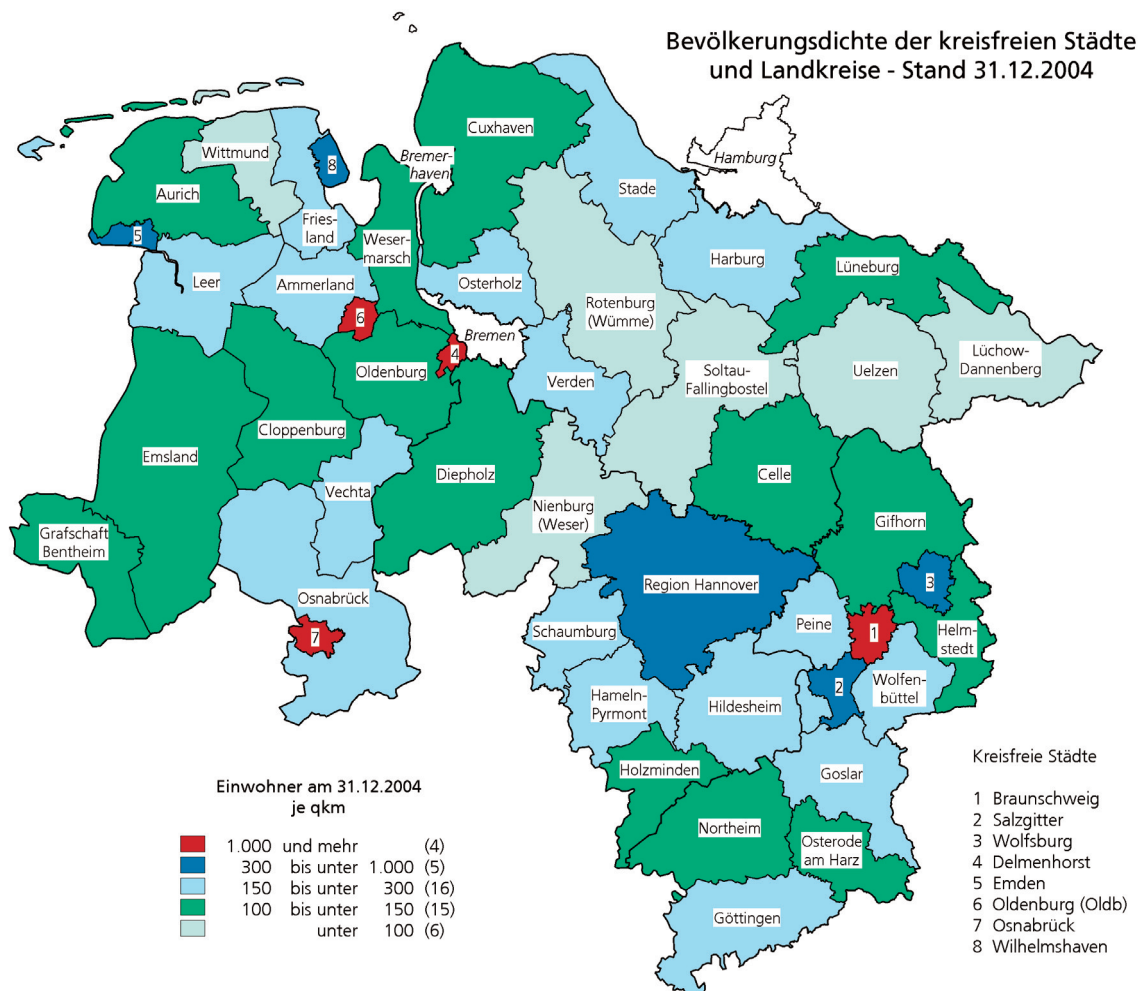 Bevölkerungsdichte der kreisfreien Städte
und Landkreise - Stand 31.12.2004
Cuxhaven
Bremer-
haven
Hamburg
Wittmund
8
Stade
Aurich
Fries-
land
5
Weser-
marsch
Leer
Ammerland
Osterholz
Harburg
Lüneburg
Rotenburg
(Wümme)
6
Bremen
4
Oldenburg
Verden
Soltau-
Fallingbostel
Uelzen
Lüchow-
Dannenberg
Cloppenburg
Emsland
Vechta
Diepholz
Celle
Nienburg
(Weser)
Gifhorn
Grafschaft
Bentheim
Region Hannover
3
Osnabrück
7
Schaumburg
Peine
1
Helm-
stedt
2
Wolfen-
büttel
Hameln-
Pyrmont
Hildesheim
Holzminden
Goslar
Northeim
Osterode
am Harz
Göttingen
Einwohner am 31.12.2004
je qkm
1.000 und mehr (4)
300 bis unter 1.000 (5)
150 bis unter 300 (16)
100 bis unter 150 (15)
unter 100 (6)
Kreisfreie Städte
1 Braunschweig
2 Salzgitter
3 Wolfsburg
4 Delmenhorst
5 Emden
6 Oldenburg (Oldb)
7 Osnabrück
8 Wilhelmshaven